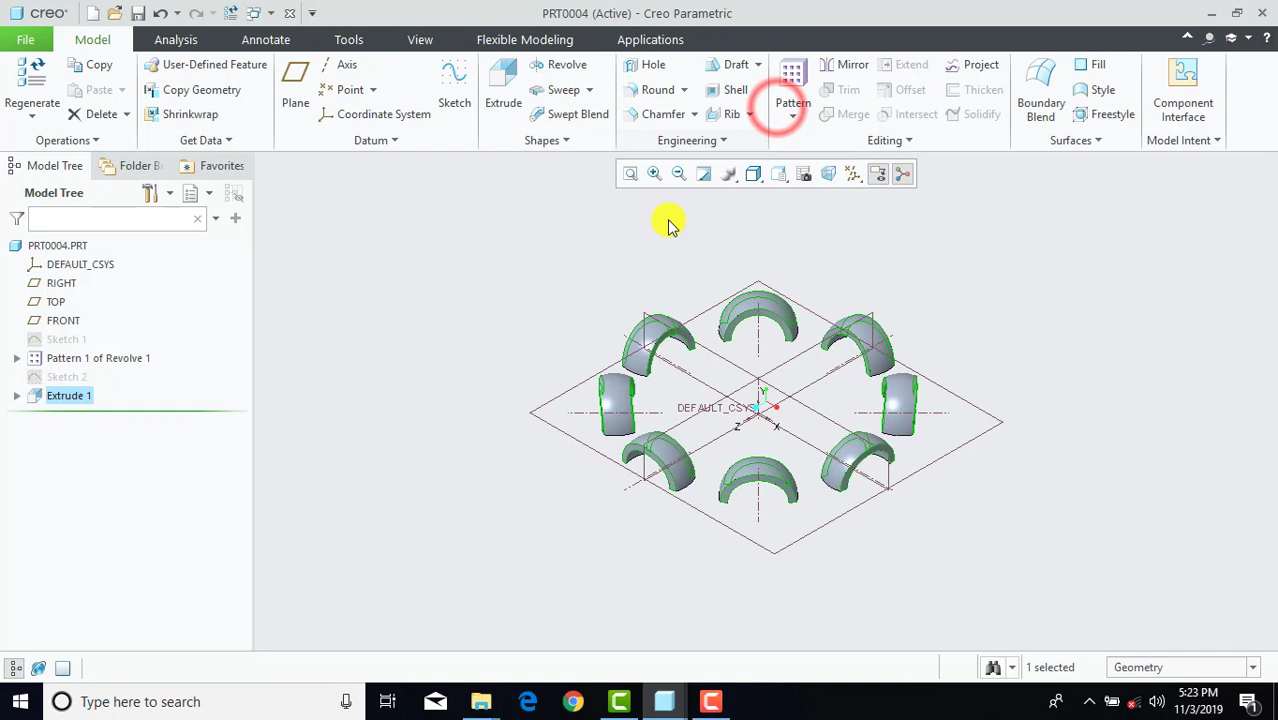 creo PRT0004 (Active) - Creo Parametric
File Model Analysis Annotate Tools View Flexible Modeling Applications
Regenerate Copy Paste Delete
User-Defined Feature Copy Geometry Shrinkwrap
Plane Axis Point Coordinate System Sketch
Extrude Revolve Sweep Swept Blend
Hole Round Chamfer Draft Shell Rib
Pattern Mirror Trim Merge Extend Offset Intersect Project Thicken Solidify
Boundary Blend Fill Style Freestyle
Component Interface
Operations Get Data Datum Shapes Engineering Editing Surfaces Model Intent
Model Tree Folder B Favorites
Model Tree
PRT0004.PRT
DEFAULT_CSYS
RIGHT
TOP
FRONT
Sketch 1
Pattern 1 of Revolve 1
Sketch 2
Extrude 1
Y
DEFAULT_CSYS
Z X
1 selected Geometry
Type here to search
5:23 PM
11/3/2019
1